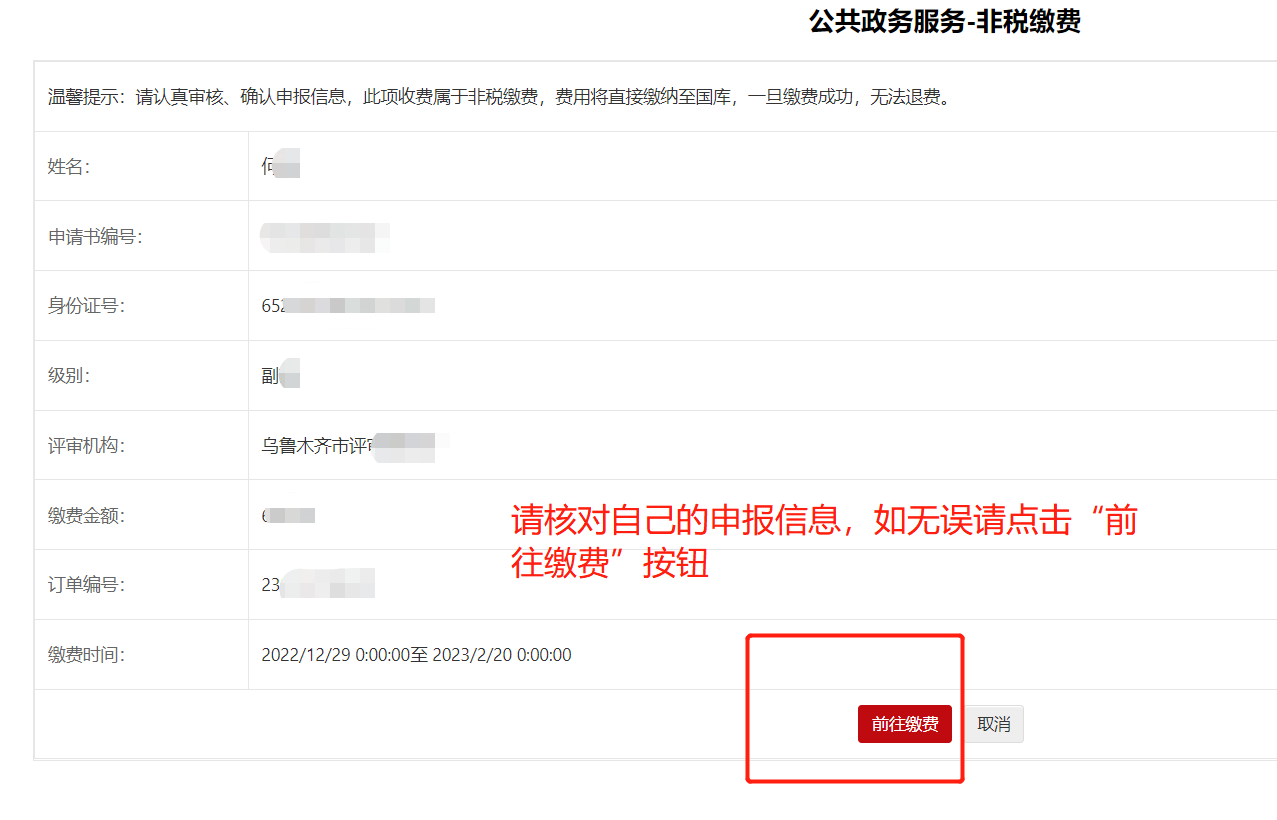 公共政务服务-非税缴费
温馨提示：请认真审核、确认申报信息，此项收费属于非税缴费，费用将直接缴纳至国库，一旦缴费成功，无法退费。
姓名：
何
申请书编号：
身份证号：
652
级别：
副
评审机构：
乌鲁木齐市评审
缴费金额：
6
订单编号：
23
缴费时间：
2022/12/29 0:00:00至 2023/2/20 0:00:00
请核对自己的申报信息，如无误请点击“前
往缴费”按钮
前往缴费
取消